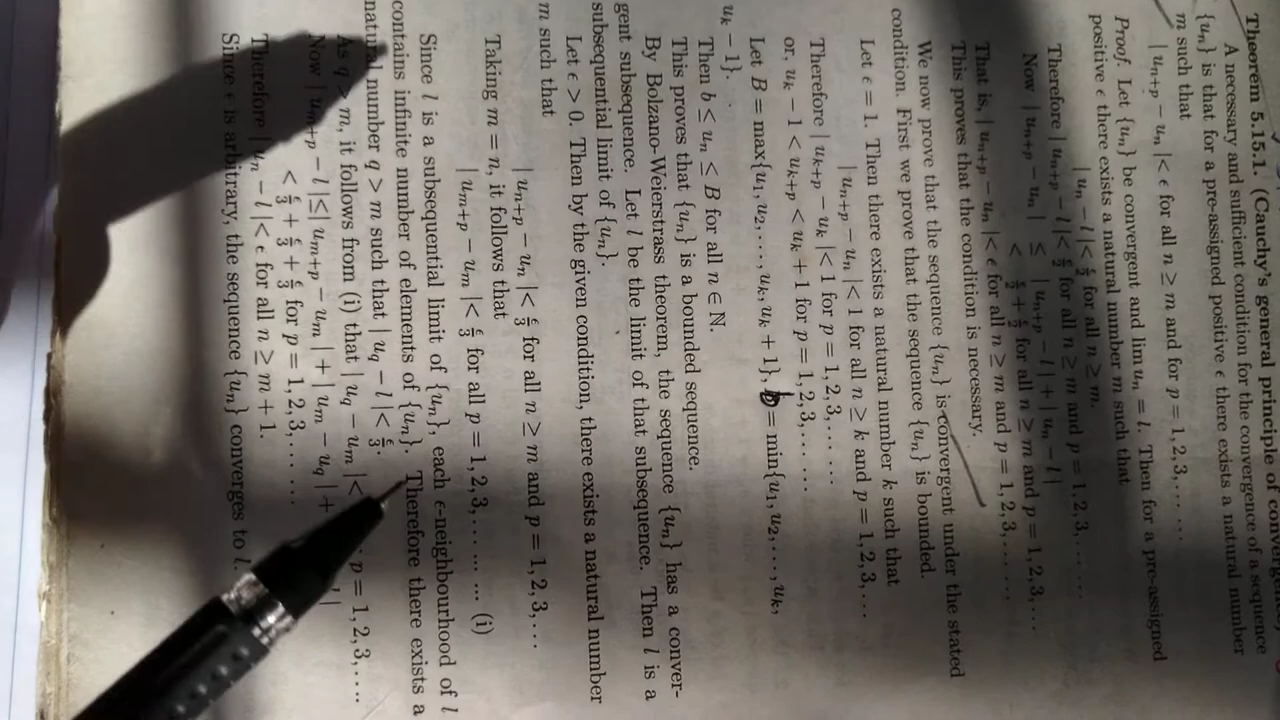 Theorem 5.15.1. (Cauchy's general principle of
A necessary and sufficient condition for the convergence of a sequence
{uₙ} is that for a pre-assigned positive ϵ there exists a natural number
m such that
| uₙ₊ₚ − uₙ |< ϵ for all n ≥ m and for p = 1, 2, 3, … …
Proof. Let {uₙ} be convergent and lim uₙ = l. Then for a pre-assigned
positive ϵ there exists a natural number m such that
| uₙ − l |< ϵ/2 for all n ≥ m.
Therefore | uₙ₊ₚ − l |< ϵ/2 for all n ≥ m and p = 1, 2, 3, … …
Now | uₙ₊ₚ − uₙ | ≤ | uₙ₊ₚ − l | + | uₙ − l |
< ϵ/2 + ϵ/2 for all n ≥ m and p = 1, 2, 3, … …
That is, | uₙ₊ₚ − uₙ |< ϵ for all n ≥ m and p = 1, 2, 3, … …
This proves that the condition is necessary.
We now prove that the sequence {uₙ} is convergent under the stated
condition. First we prove that the sequence {uₙ} is bounded.
Let ϵ = 1. Then there exists a natural number k such that
| uₙ₊ₚ − uₙ |< 1 for all n ≥ k and p = 1, 2, 3, …
Therefore | uₖ₊ₚ − uₖ |< 1 for p = 1, 2, 3, … …
or, uₖ − 1 < uₖ₊ₚ < uₖ + 1 for p = 1, 2, 3, … …
Let B = max{u₁, u₂, …, uₖ, uₖ + 1}, b = min{u₁, u₂ …, uₖ,
uₖ − 1}.
Then b ≤ uₙ ≤ B for all n ∈ ℕ.
This proves that {uₙ} is a bounded sequence.
By Bolzano-Weierstrass theorem, the sequence {uₙ} has a conver-
gent subsequence. Let l be the limit of that subsequence. Then l is a
subsequential limit of {uₙ}.
Let ϵ > 0. Then by the given condition, there exists a natural number
m such that
| uₙ₊ₚ − uₙ |< ϵ/3 for all n ≥ m and p = 1, 2, 3, …
Taking m = n, it follows that
| uₘ₊ₚ − uₘ |< ϵ/3 for all p = 1, 2, 3, … … … (i)
Since l is a subsequential limit of {uₙ}, each ϵ-neighbourhood of l
contains infinite number of elements of {uₙ}. Therefore there exists a
natural number q > m such that | u_q − l |< ϵ/3.
As q > m, it follows from (i) that | u_q − uₘ |< p = 1, 2, 3, ….
Now | uₘ₊ₚ − l |≤| uₘ₊ₚ − uₘ | + | uₘ − u_q | +
< ϵ/3 + ϵ/3 + ϵ/3 for p = 1, 2, 3, … …
Therefore | uₙ − l |< ϵ for all n ≥ m + 1.
Since ϵ is arbitrary, the sequence {uₙ} converges to l.